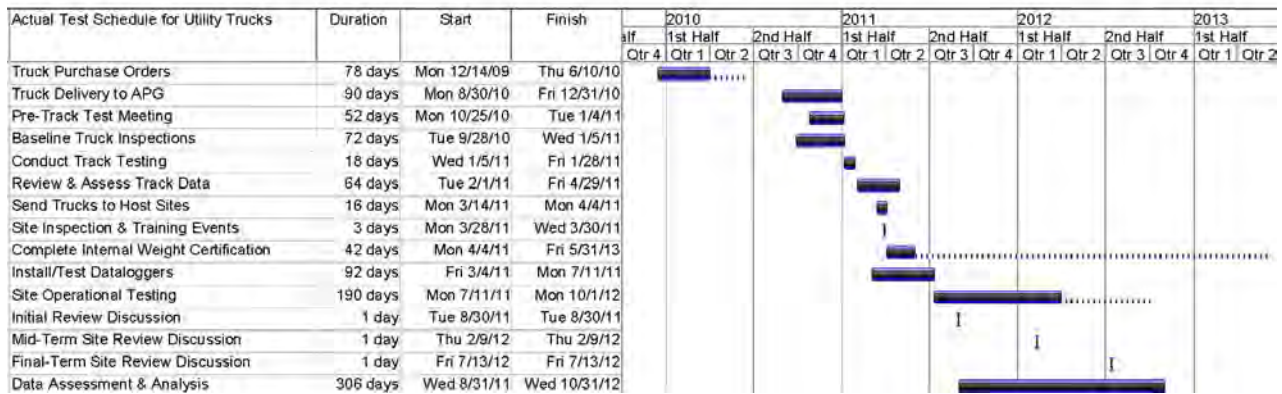 Actual Test Schedule for Utility Trucks Duration Start Finish 2010 2011 2012 2013
alf 1st Half 2nd Half 1st Half 2nd Half 1st Half 2nd Half 1st Half
Qtr 4 Qtr 1 Qtr 2 Qtr 3 Qtr 4 Qtr 1 Qtr 2 Qtr 3 Qtr 4 Qtr 1 Qtr 2 Qtr 3 Qtr 4 Qtr 1 Qtr 2
Truck Purchase Orders 78 days Mon 12/14/09 Thu 6/10/10
Truck Delivery to APG 90 days Mon 8/30/10 Fri 12/31/10
Pre-Track Test Meeting 52 days Mon 10/25/10 Tue 1/4/11
Baseline Truck Inspections 72 days Tue 9/28/10 Wed 1/5/11
Conduct Track Testing 18 days Wed 1/5/11 Fri 1/28/11
Review & Assess Track Data 64 days Tue 2/1/11 Fri 4/29/11
Send Trucks to Host Sites 16 days Mon 3/14/11 Mon 4/4/11
Site Inspection & Training Events 3 days Mon 3/28/11 Wed 3/30/11
Complete Internal Weight Certification 42 days Mon 4/4/11 Fri 5/31/13
Install/Test Dataloggers 92 days Fri 3/4/11 Mon 7/11/11
Site Operational Testing 190 days Mon 7/11/11 Mon 10/1/12
Initial Review Discussion 1 day Tue 8/30/11 Tue 8/30/11
Mid-Term Site Review Discussion 1 day Thu 2/9/12 Thu 2/9/12
Final-Term Site Review Discussion 1 day Fri 7/13/12 Fri 7/13/12
Data Assessment & Analysis 306 days Wed 8/31/11 Wed 10/31/12